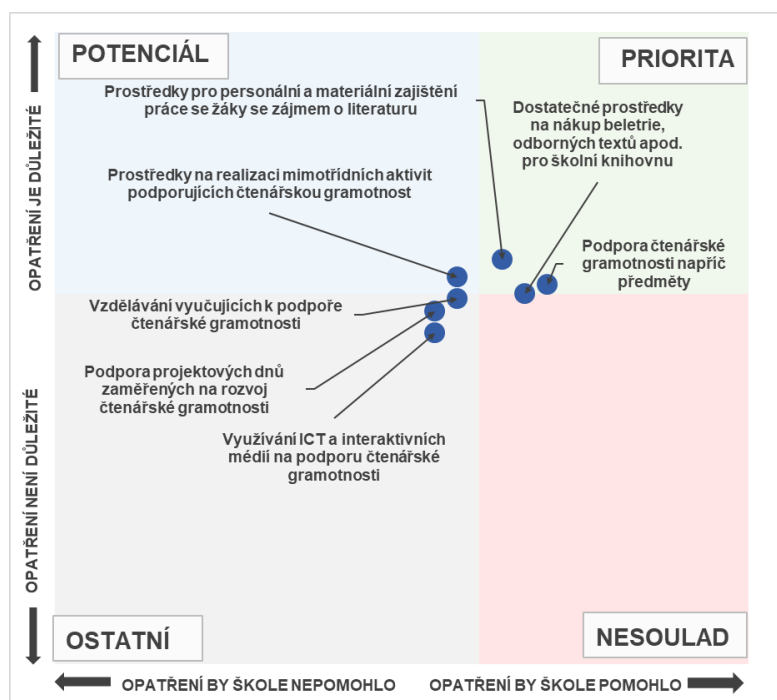 POTENCIÁL
PRIORITA
Prostředky pro personální a materiální zajištění
práce se žáky se zájmem o literaturu
Dostatečné prostředky
na nákup beletrie,
odborných textů apod.
pro školní knihovnu
Prostředky na realizaci mimotřídních aktivit
podporujících čtenářskou gramotnost
Podpora čtenářské
gramotnosti napříč
předměty
Vzdělávání vyučujících k podpoře
čtenářské gramotnosti
Podpora projektových dnů
zaměřených na rozvoj
čtenářské gramotnosti
Využívání ICT a interaktivních
médií na podporu čtenářské
gramotnosti
OSTATNÍ
NESOULAD
OPATŘENÍ JE DŮLEŽITÉ
OPATŘENÍ NENÍ DŮLEŽITÉ
OPATŘENÍ BY ŠKOLE NEPOMOHLO
OPATŘENÍ BY ŠKOLE POMOHLO